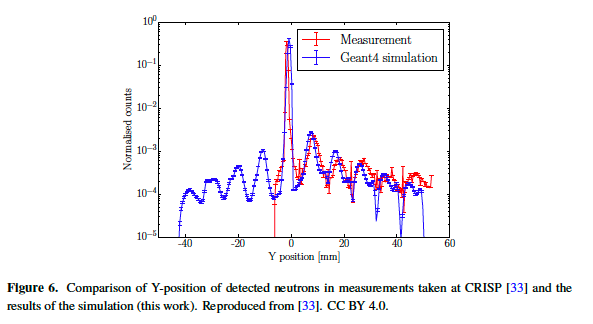 10⁰
Measurement
Geant4 simulation
10⁻¹
10⁻²
10⁻³
10⁻⁴
10⁻⁵
Normalised counts
-40 -20 0 20 40 60
Y position [mm]
Figure 6. Comparison of Y-position of detected neutrons in measurements taken at CRISP [33] and the
results of the simulation (this work). Reproduced from [33]. CC BY 4.0.